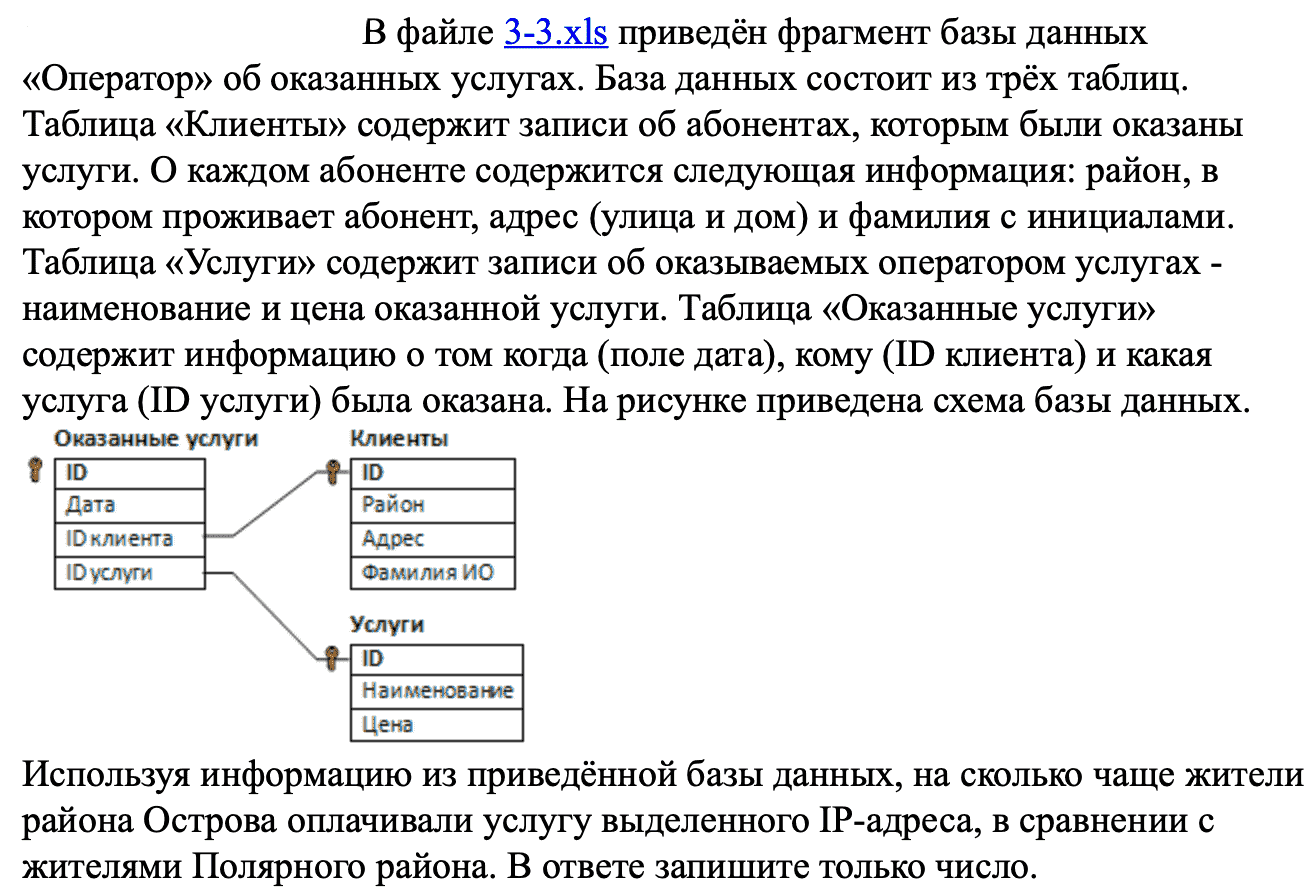 В файле 3-3.xls приведён фрагмент базы данных
«Оператор» об оказанных услугах. База данных состоит из трёх таблиц.
Таблица «Клиенты» содержит записи об абонентах, которым были оказаны
услуги. О каждом абоненте содержится следующая информация: район, в
котором проживает абонент, адрес (улица и дом) и фамилия с инициалами.
Таблица «Услуги» содержит записи об оказываемых оператором услугах -
наименование и цена оказанной услуги. Таблица «Оказанные услуги»
содержит информацию о том когда (поле дата), кому (ID клиента) и какая
услуга (ID услуги) была оказана. На рисунке приведена схема базы данных.
Оказанные услуги
ID
Дата
ID клиента
ID услуги
Клиенты
ID
Район
Адрес
Фамилия ИО
Услуги
ID
Наименование
Цена
Используя информацию из приведённой базы данных, на сколько чаще жители
района Острова оплачивали услугу выделенного IP-адреса, в сравнении с
жителями Полярного района. В ответе запишите только число.